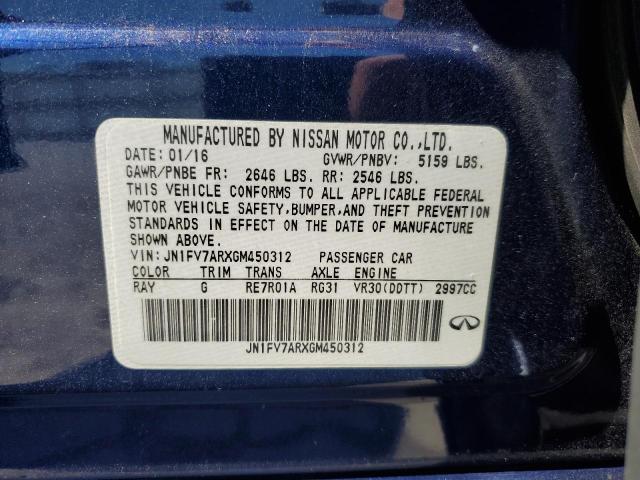 MANUFACTURED BY NISSAN MOTOR CO.,LTD.
DATE: 01/16 GVWR/PNBV: 5159 LBS.
GAWR/PNBE FR: 2646 LBS. RR: 2546 LBS.
THIS VEHICLE CONFORMS TO ALL APPLICABLE FEDERAL
MOTOR VEHICLE SAFETY,BUMPER,AND THEFT PREVENTION
STANDARDS IN EFFECT ON THE DATE OF MANUFACTURE
SHOWN ABOVE.
VIN: JN1FV7ARXGM450312 PASSENGER CAR
COLOR TRIM TRANS AXLE ENGINE
RAY G RE7R01A RG31 VR30(DDTT) 2997CC
JN1FV7ARXGM450312